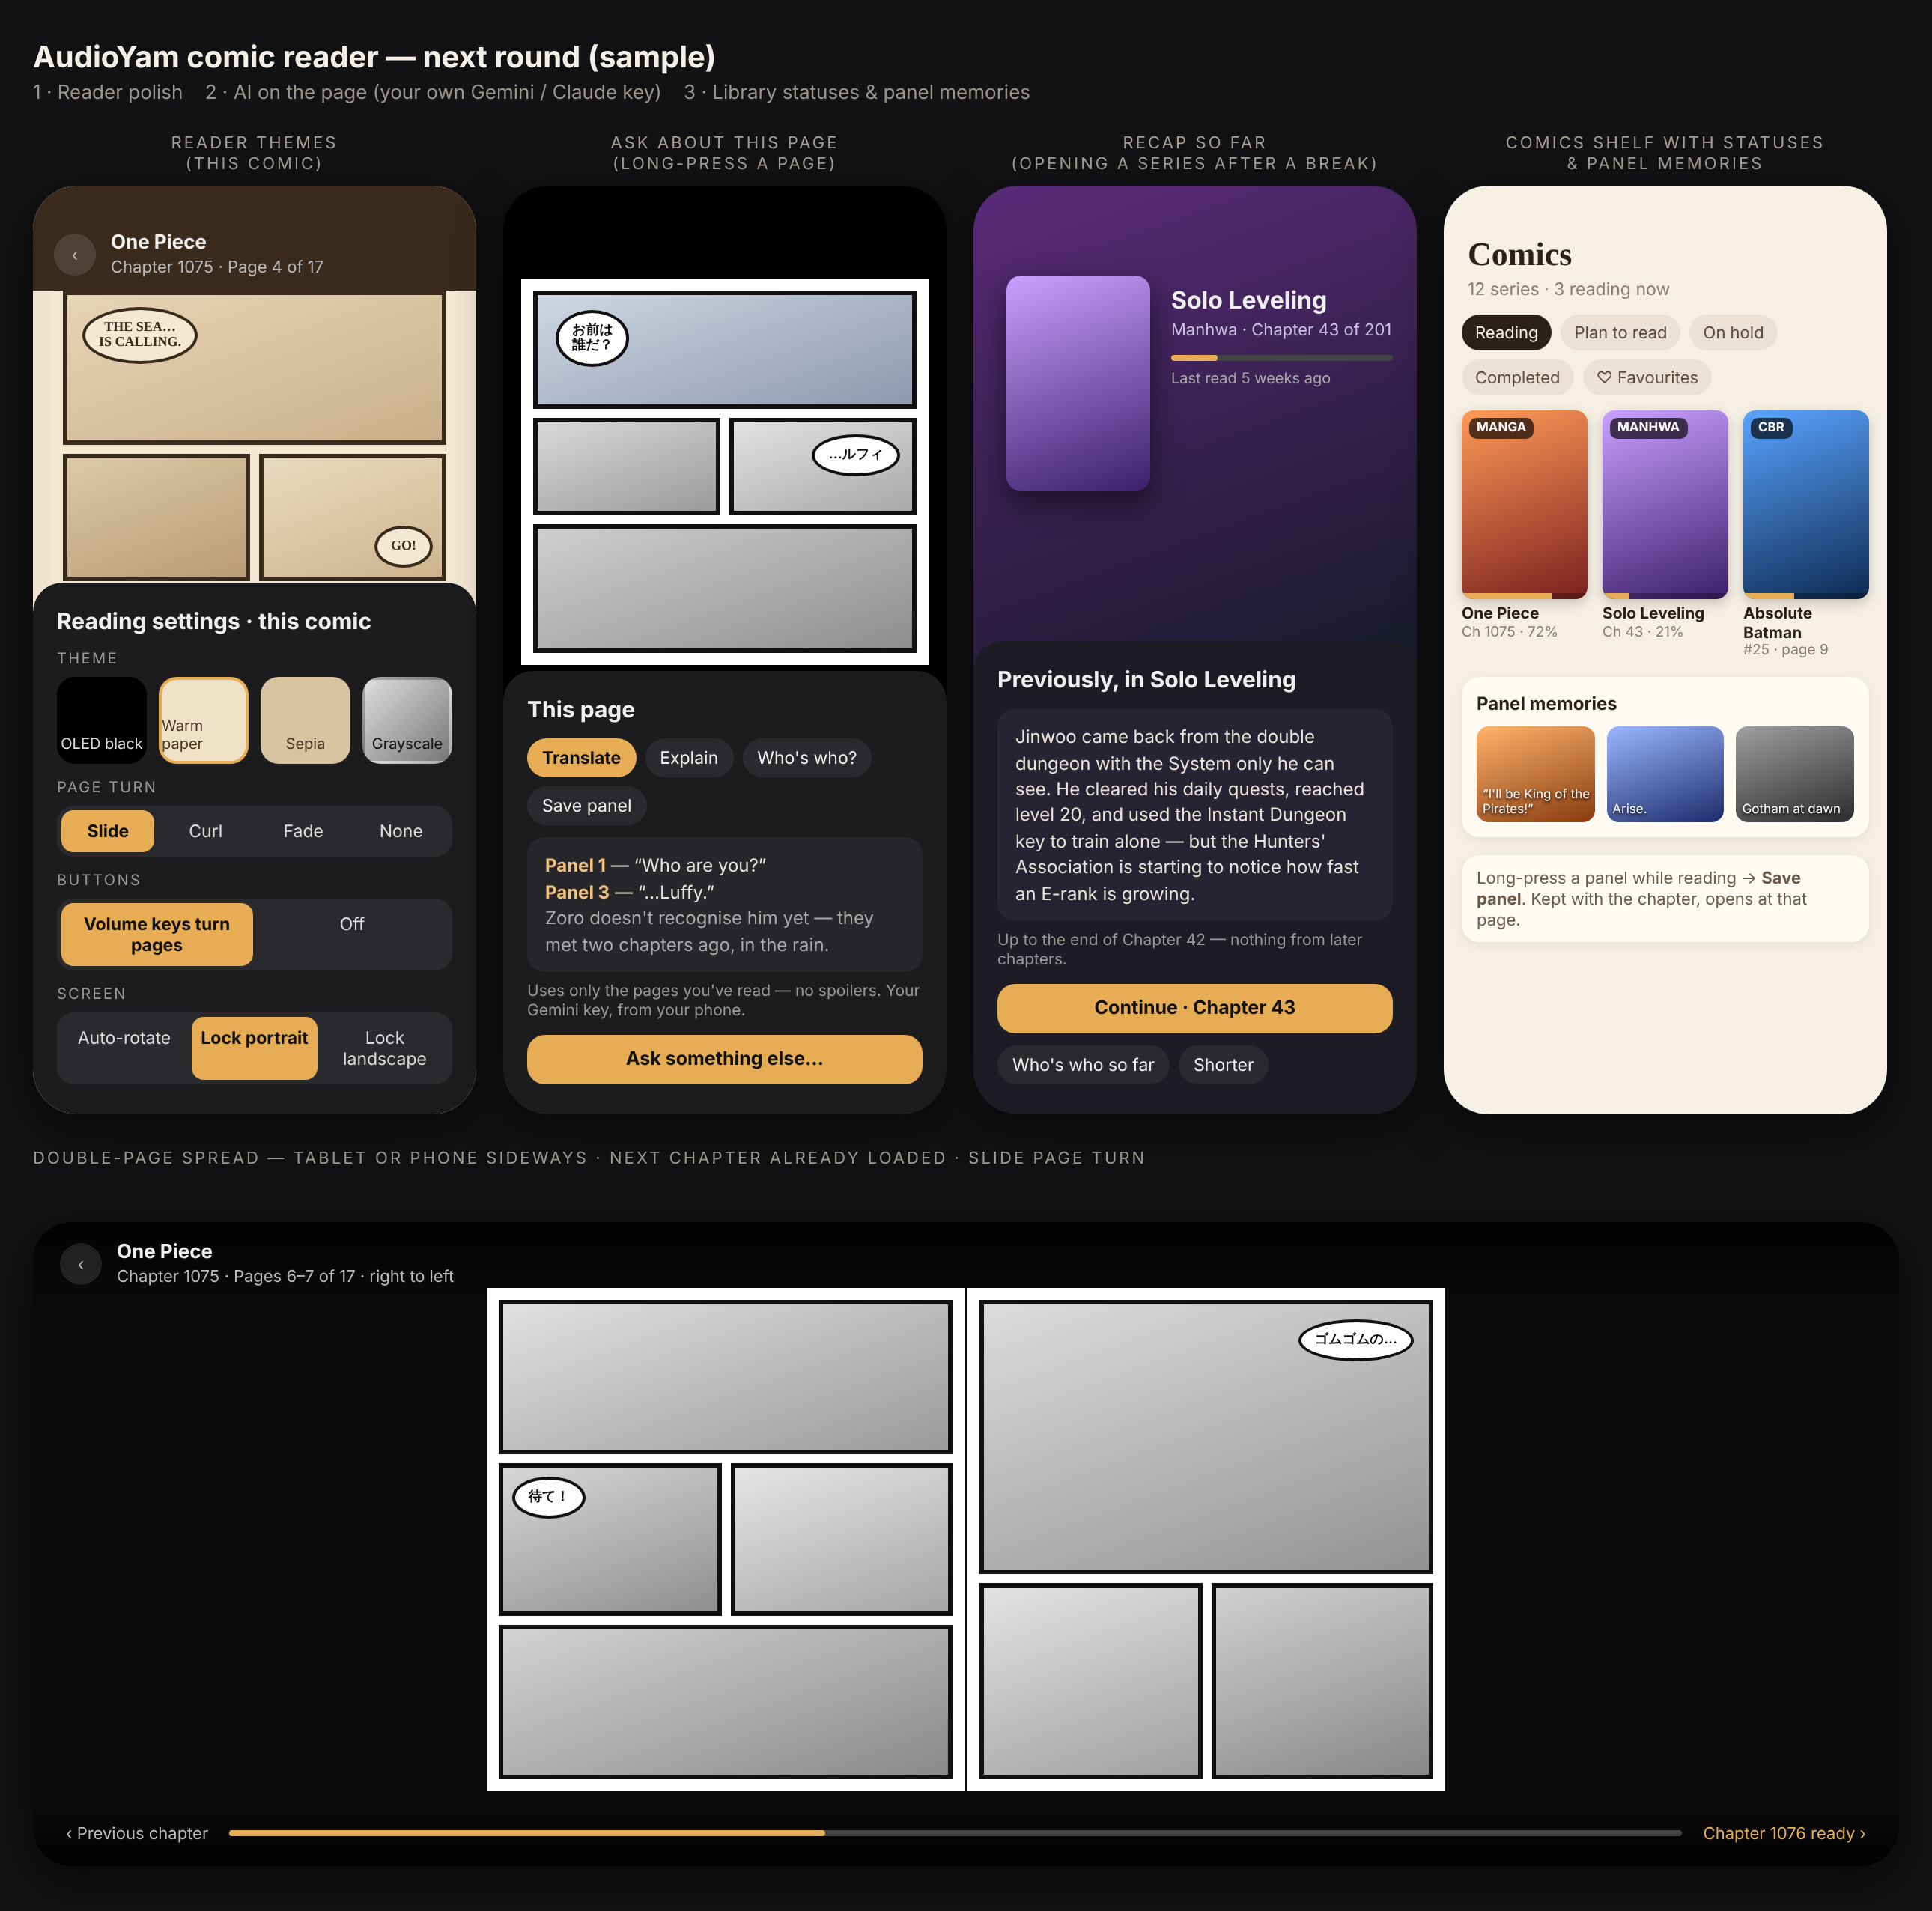 AudioYam comic reader — next round (sample)
1 · Reader polish 2 · AI on the page (your own Gemini / Claude key) 3 · Library statuses & panel memories
READER THEMES
(THIS COMIC)
‹
One Piece
Chapter 1075 · Page 4 of 17
THE SEA…
IS CALLING.
GO!
Reading settings · this comic
THEME
OLED black
Warm
paper
Sepia
Grayscale
PAGE TURN
Slide
Curl
Fade
None
BUTTONS
Volume keys turn
pages
Off
SCREEN
Auto-rotate
Lock portrait
Lock
landscape
ASK ABOUT THIS PAGE
(LONG-PRESS A PAGE)
お前は
誰だ？
…ルフィ
This page
Translate
Explain
Who's who?
Save panel
Panel 1 — “Who are you?”
Panel 3 — “…Luffy.”
Zoro doesn't recognise him yet — they
met two chapters ago, in the rain.
Uses only the pages you've read — no spoilers. Your
Gemini key, from your phone.
Ask something else…
RECAP SO FAR
(OPENING A SERIES AFTER A BREAK)
Solo Leveling
Manhwa · Chapter 43 of 201
Last read 5 weeks ago
Previously, in Solo Leveling
Jinwoo came back from the double
dungeon with the System only he can
see. He cleared his daily quests, reached
level 20, and used the Instant Dungeon
key to train alone — but the Hunters'
Association is starting to notice how fast
an E-rank is growing.
Up to the end of Chapter 42 — nothing from later
chapters.
Continue · Chapter 43
Who's who so far
Shorter
COMICS SHELF WITH STATUSES
& PANEL MEMORIES
Comics
12 series · 3 reading now
Reading
Plan to read
On hold
Completed
♡ Favourites
MANGA
MANHWA
CBR
One Piece
Ch 1075 · 72%
Solo Leveling
Ch 43 · 21%
Absolute
Batman
#25 · page 9
Panel memories
“I'll be King of the
Pirates!”
Arise.
Gotham at dawn
Long-press a panel while reading → Save
panel. Kept with the chapter, opens at that
page.
DOUBLE-PAGE SPREAD — TABLET OR PHONE SIDEWAYS · NEXT CHAPTER ALREADY LOADED · SLIDE PAGE TURN
‹
One Piece
Chapter 1075 · Pages 6–7 of 17 · right to left
ゴムゴムの…
待て！
‹ Previous chapter
Chapter 1076 ready ›